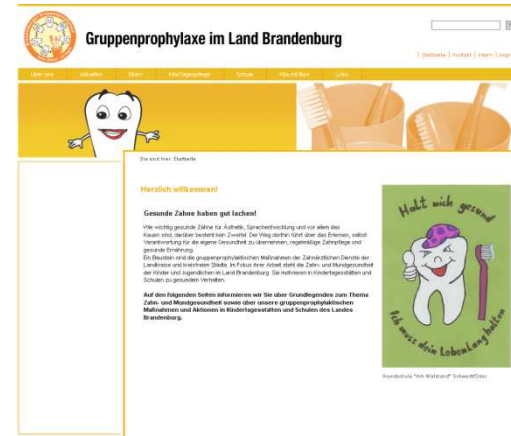 Gruppenprophylaxe im Land Brandenburg
Startseite | Kontakt | Intern |
Über uns Aktuelles Eltern Kita/Tagespflege Schule Kita mit Biss Links
Sie sind hier: Startseite
Herzlich willkommen!
Gesunde Zähne haben gut lachen!
Wie wichtig gesunde Zähne für Ästhetik, Sprachentwicklung und vor allem das
Kauen sind, darüber besteht kein Zweifel. Der Weg dorthin führt über das Erlernen, selbst
Verantwortung für die eigene Gesundheit zu übernehmen, regelmäßige Zahnpflege und
gesunde Ernährung.
Ein Baustein sind die gruppenprophylaktischen Maßnahmen der Zahnärztlichen Dienste der
Landkreise und kreisfreien Städte. Im Fokus ihrer Arbeit steht die Zahn- und Mundgesundheit
der Kinder und Jugendlichen im Land Brandenburg. Sie motivieren in Kindertagesstätten und
Schulen zu gesundem Verhalten.
Auf den folgenden Seiten informieren wir Sie über Grundlegendes zum Thema
Zahn- und Mundgesundheit sowie über unsere gruppenprophylaktischen
Maßnahmen und Aktionen in Kindertagesstätten und Schulen des Landes
Brandenburg.
Halt mich gesund
Ich muss dein Leben lang halten
Grundschule "Am Waldrand" Schwedt/Oder